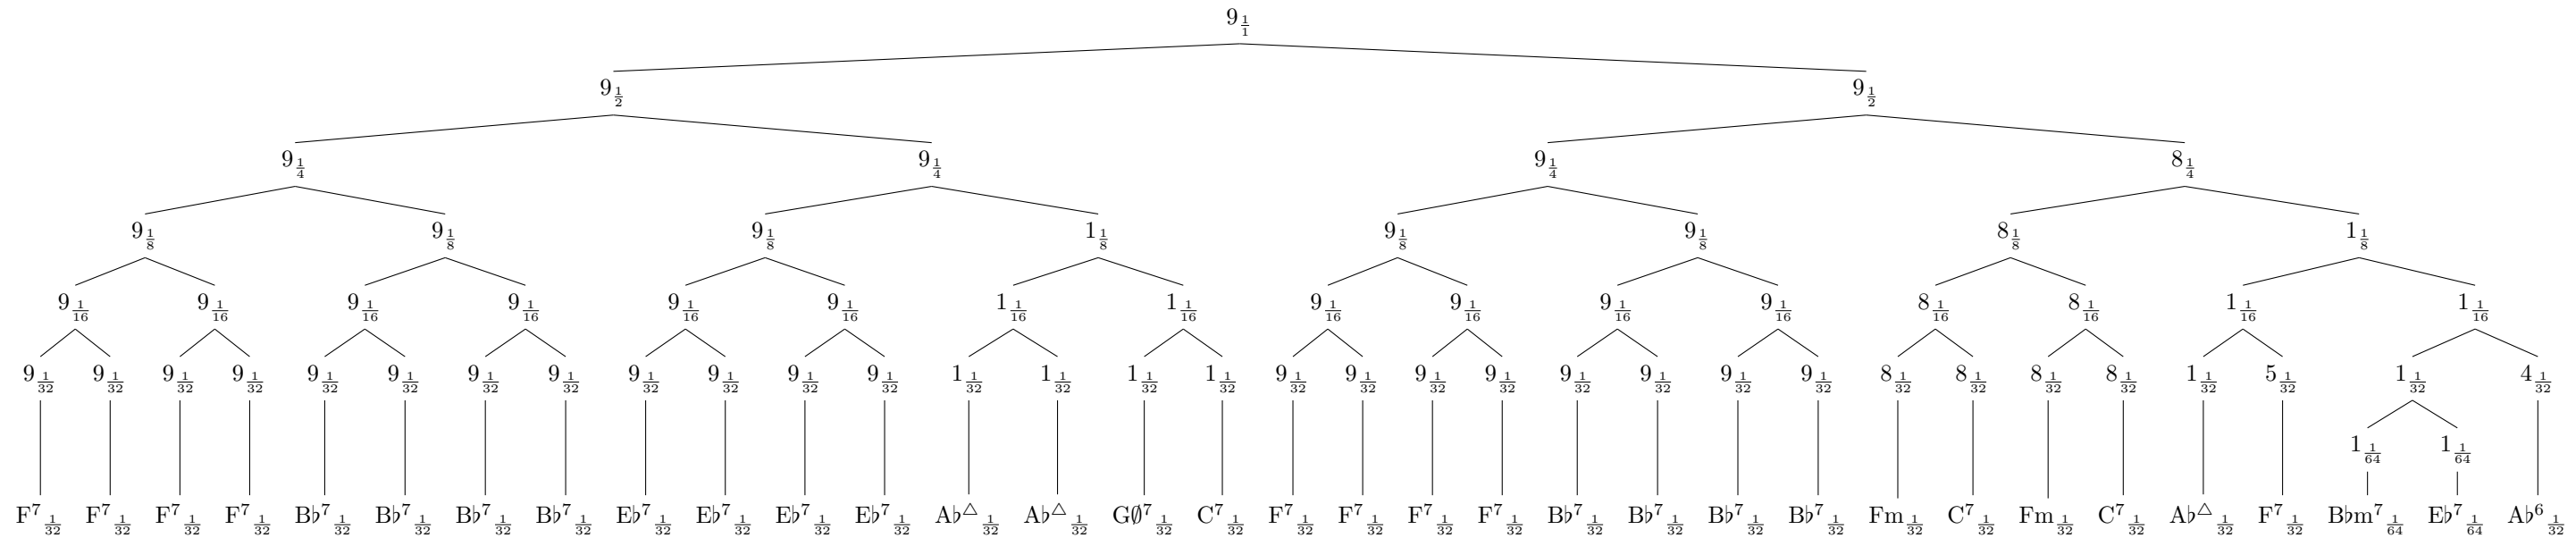 9 1/1
9 1/2 9 1/2
9 1/4 9 1/4 9 1/4 8 1/4
9 1/8 9 1/8 9 1/8 1 1/8 9 1/8 9 1/8 8 1/8 1 1/8
9 1/16 9 1/16 9 1/16 9 1/16 9 1/16 9 1/16 1 1/16 1 1/16 9 1/16 9 1/16 9 1/16 9 1/16 8 1/16 8 1/16 1 1/16 1 1/16
9 1/32 9 1/32 9 1/32 9 1/32 9 1/32 9 1/32 9 1/32 9 1/32 9 1/32 9 1/32 9 1/32 9 1/32 1 1/32 1 1/32 1 1/32 1 1/32 9 1/32 9 1/32 9 1/32 9 1/32 9 1/32 9 1/32 9 1/32 9 1/32 8 1/32 8 1/32 8 1/32 8 1/32 1 1/32 5 1/32 1 1/32 4 1/32
1 1/64 1 1/64
F⁷ 1/32 F⁷ 1/32 F⁷ 1/32 F⁷ 1/32 B♭⁷ 1/32 B♭⁷ 1/32 B♭⁷ 1/32 B♭⁷ 1/32 E♭⁷ 1/32 E♭⁷ 1/32 E♭⁷ 1/32 E♭⁷ 1/32 A♭△ 1/32 A♭△ 1/32 G∅⁷ 1/32 C⁷ 1/32 F⁷ 1/32 F⁷ 1/32 F⁷ 1/32 F⁷ 1/32 B♭⁷ 1/32 B♭⁷ 1/32 B♭⁷ 1/32 B♭⁷ 1/32 Fm 1/32 C⁷ 1/32 Fm 1/32 C⁷ 1/32 A♭△ 1/32 F⁷ 1/32 B♭m⁷ 1/64 E♭⁷ 1/64 A♭⁶ 1/32